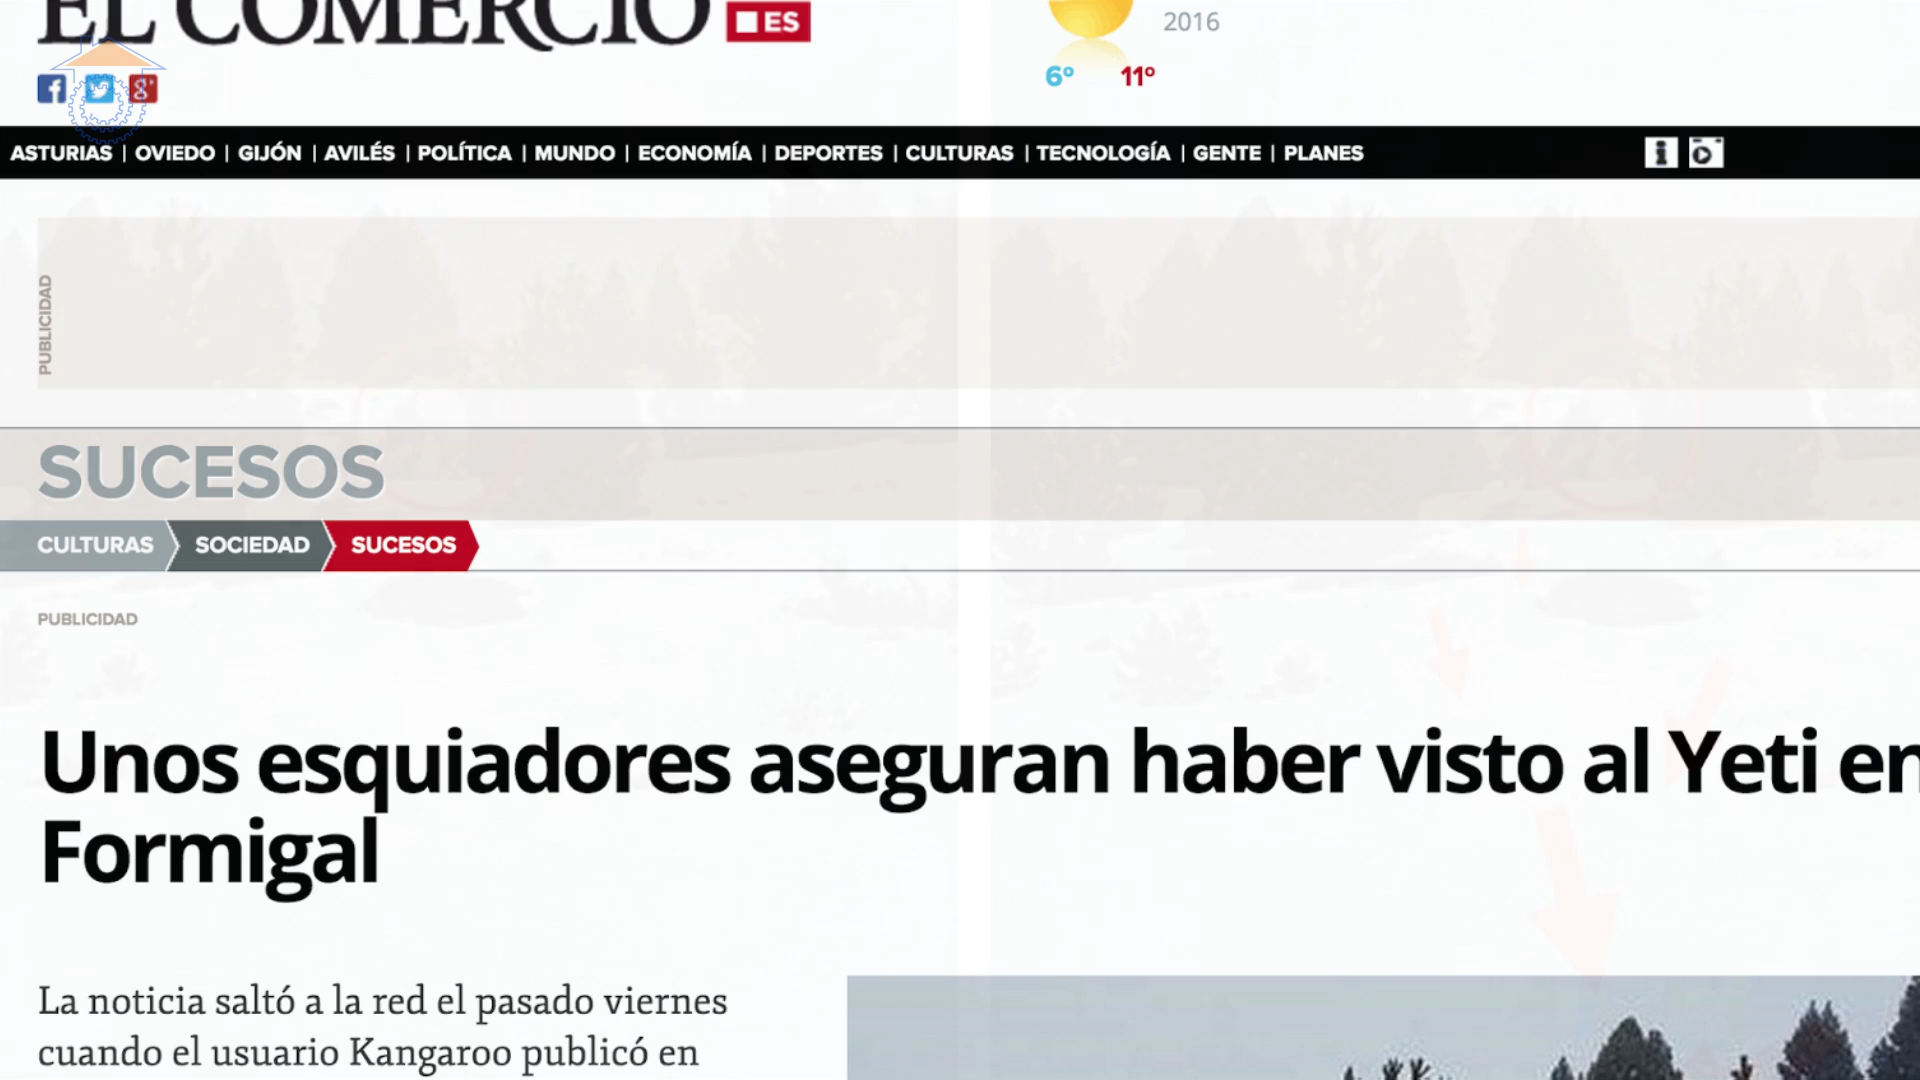 EL COMERCIO ES
2016
6º 11º
ASTURIAS | OVIEDO | GIJÓN | AVILÉS | POLÍTICA | MUNDO | ECONOMÍA | DEPORTES | CULTURAS | TECNOLOGÍA | GENTE | PLANES
PUBLICIDAD
SUCESOS
CULTURAS SOCIEDAD SUCESOS
PUBLICIDAD
Unos esquiadores aseguran haber visto al Yeti en
Formigal
La noticia saltó a la red el pasado viernes
cuando el usuario Kangaroo publicó en